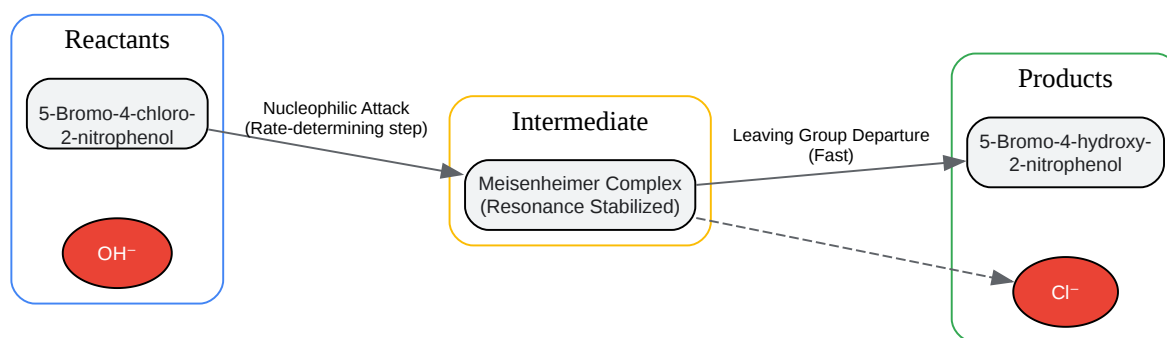 Reactants
5-Bromo-4-chloro-
2-nitrophenol
OH⁻
Nucleophilic Attack
(Rate-determining step)
Intermediate
Meisenheimer Complex
(Resonance Stabilized)
Leaving Group Departure
(Fast)
Products
5-Bromo-4-hydroxy-
2-nitrophenol
Cl⁻